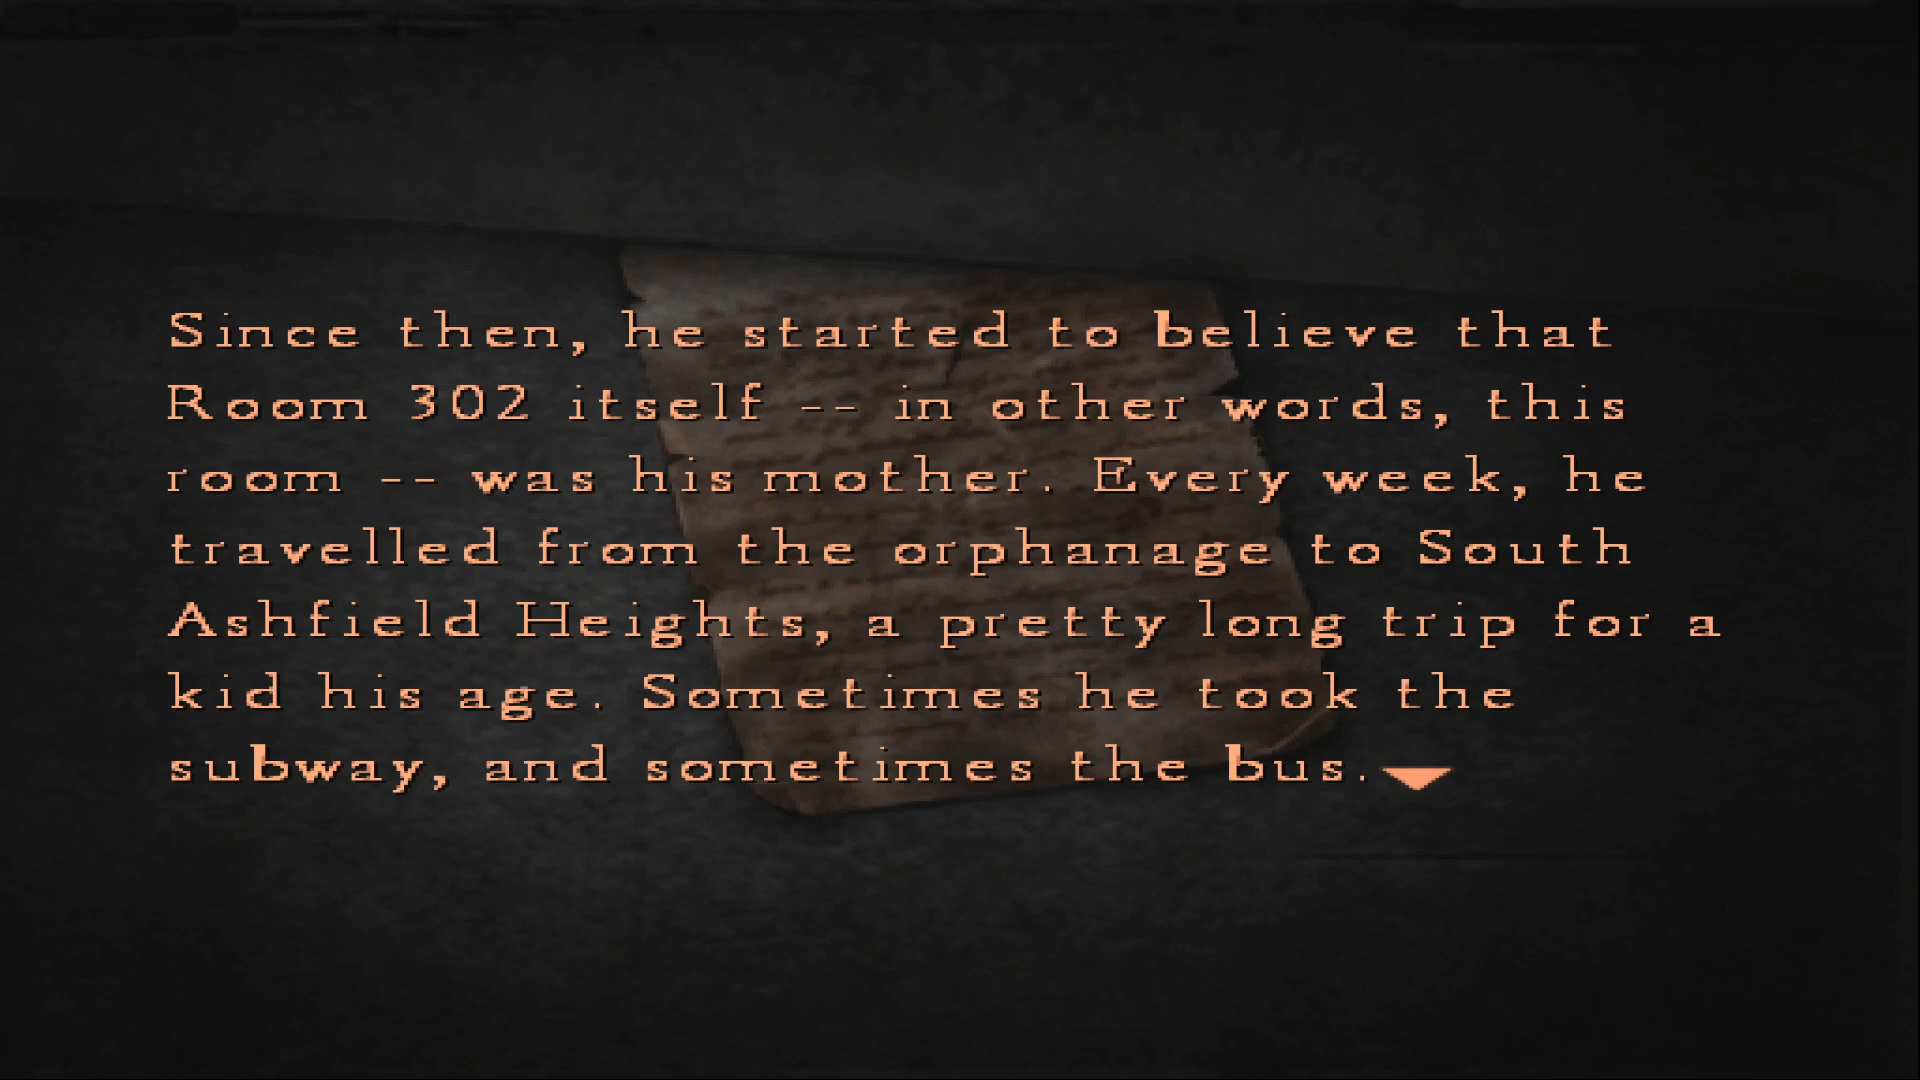 Since then, he started to believe that
Room 302 itself -- in other words, this
room -- was his mother. Every week, he
travelled from the orphanage to South
Ashfield Heights, a pretty long trip for a
kid his age. Sometimes he took the
subway, and sometimes the bus.